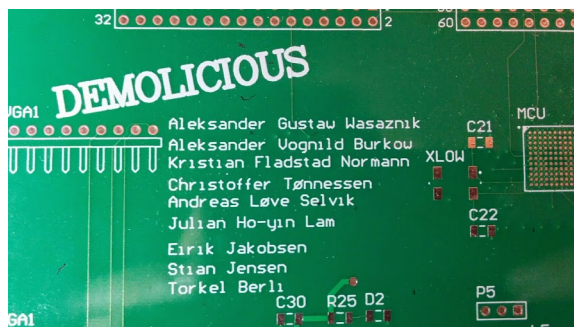 32
2
60
DEMOLICIOUS
VGA1
Aleksander Gustaw Wasaznik
MCU
C21
Aleksander Vognild Burkow
Kristian Fladstad Normann
XLOW
Christoffer Tønnessen
Andreas Løve Selvik
Julian Ho-yin Lam
C22
Eirik Jakobsen
Stian Jensen
Torkel Berli
P5
C30 R25 D2